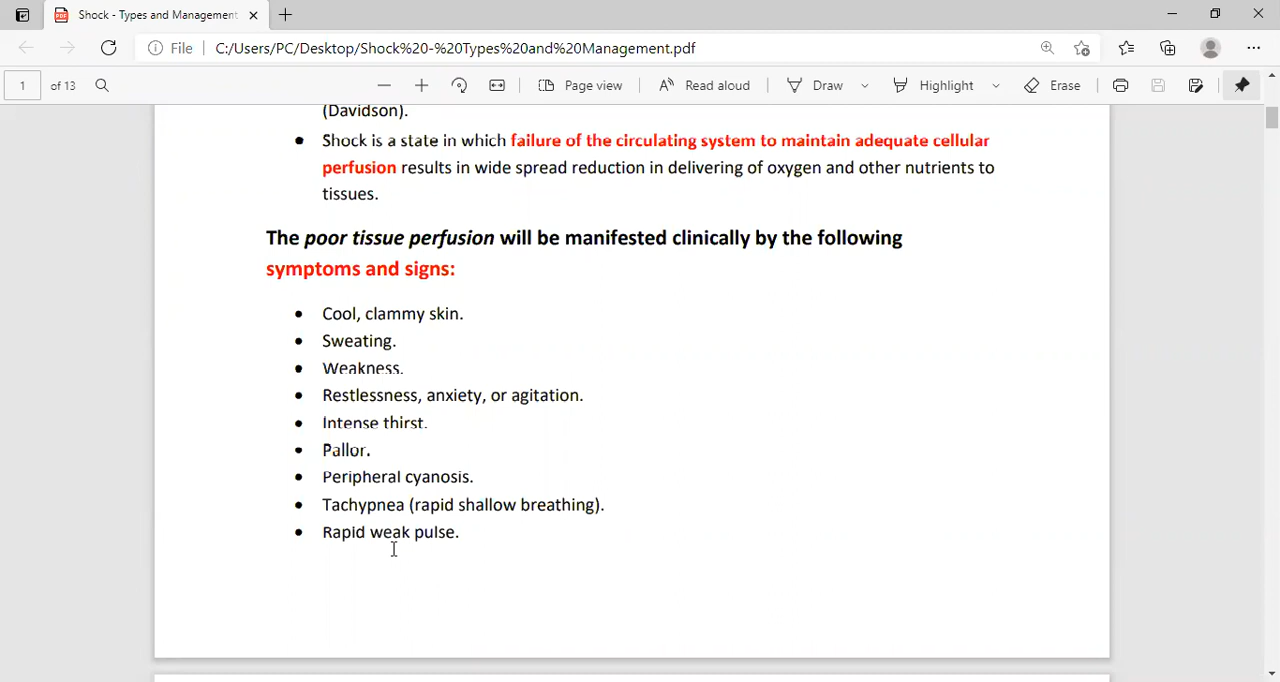 Shock - Types and Management
File C:/Users/PC/Desktop/Shock%20-%20Types%20and%20Management.pdf
1 of 13 Page view Read aloud Draw Highlight Erase
(Davidson).
• Shock is a state in which failure of the circulating system to maintain adequate cellular
perfusion results in wide spread reduction in delivering of oxygen and other nutrients to
tissues.
The poor tissue perfusion will be manifested clinically by the following
symptoms and signs:
• Cool, clammy skin.
• Sweating.
• Weakness.
• Restlessness, anxiety, or agitation.
• Intense thirst.
• Pallor.
• Peripheral cyanosis.
• Tachypnea (rapid shallow breathing).
• Rapid weak pulse.